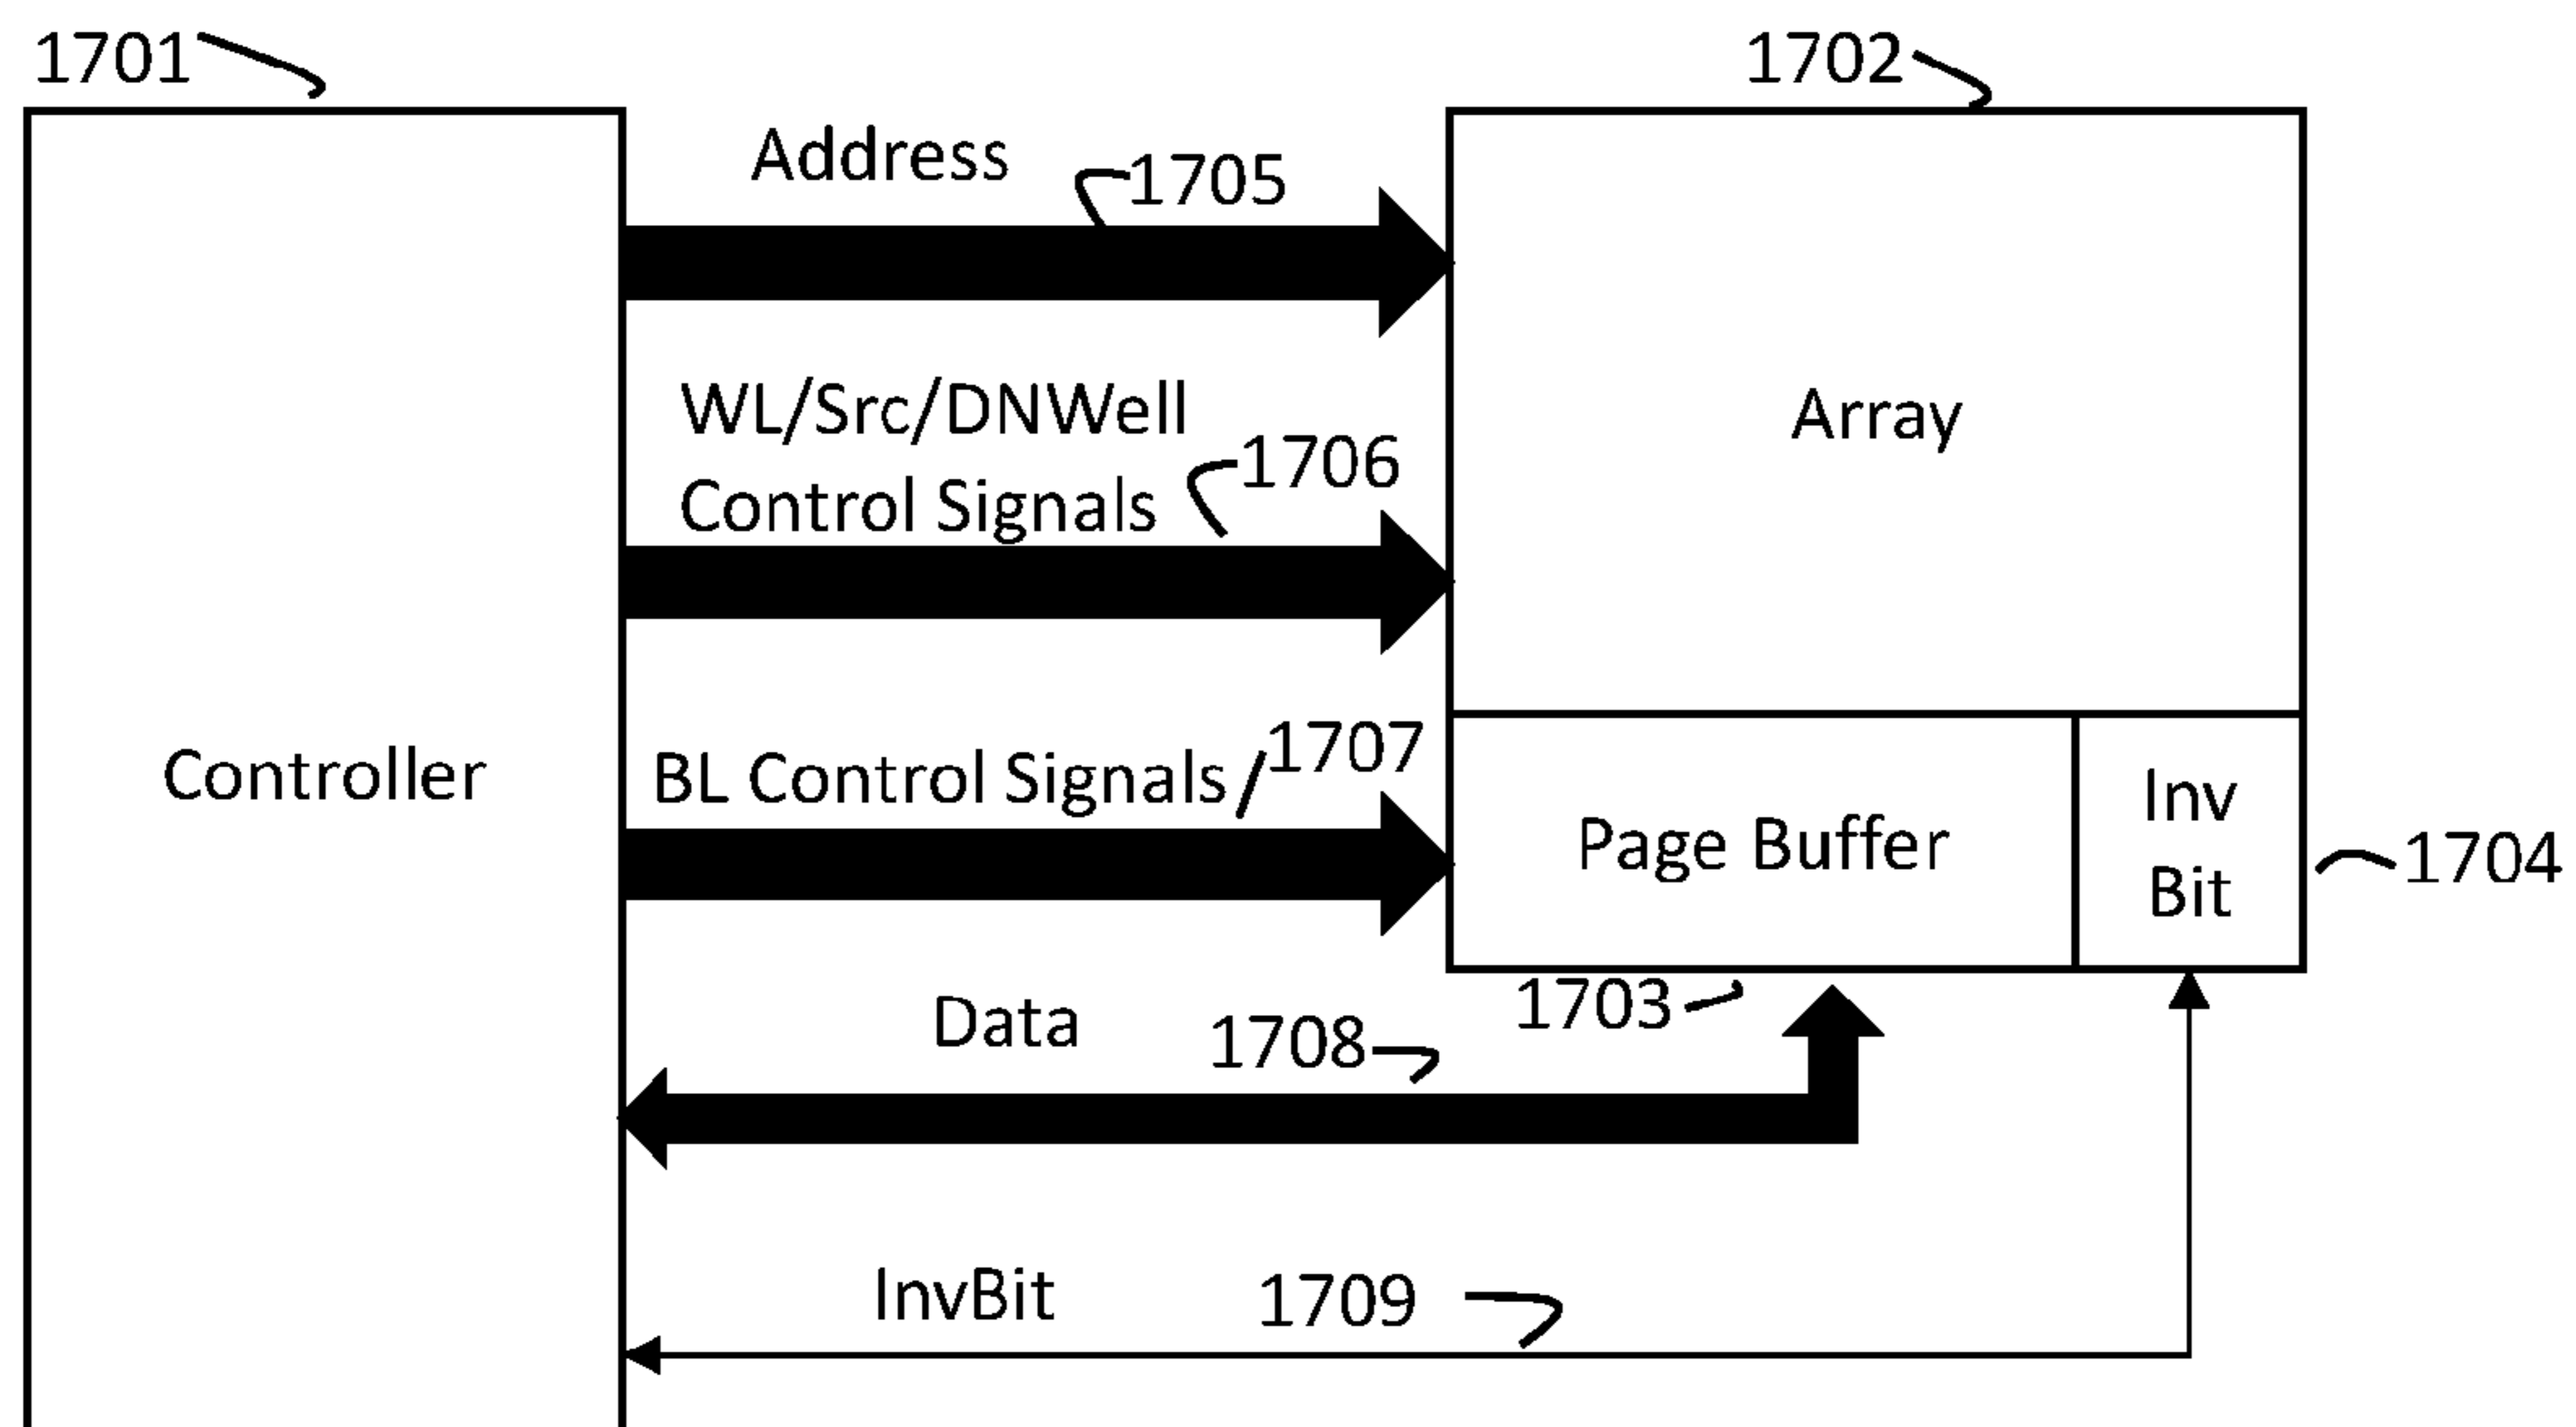 1701
1702
Address
1705
WL/Src/DNWell
Control Signals
1706
Array
BL Control Signals
1707
Controller
Page Buffer
Inv
Bit
1704
1703
Data
1708
InvBit
1709